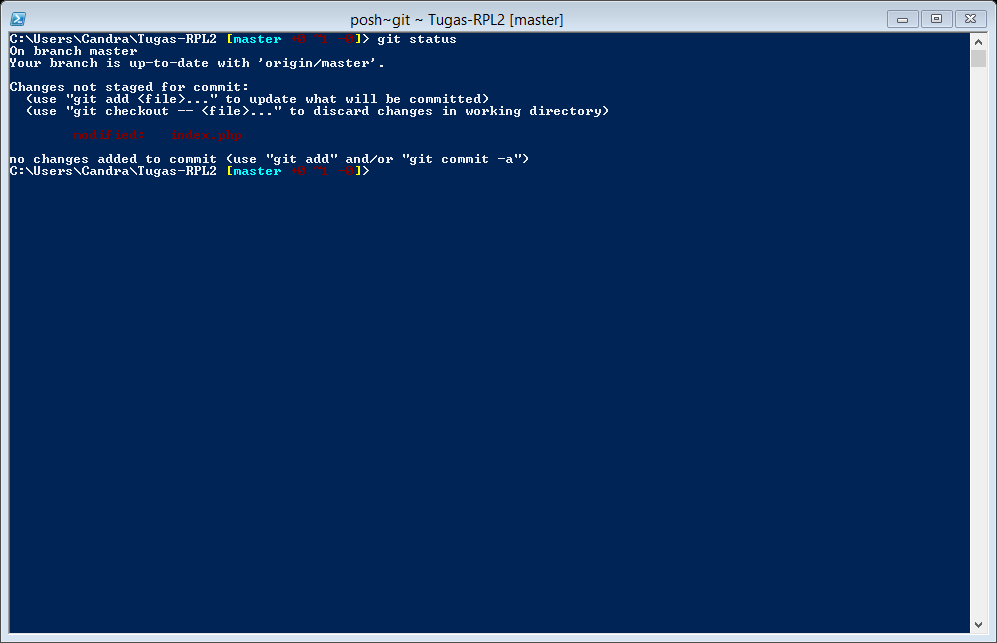 posh~git ~ Tugas-RPL2 [master]
C:\Users\Candra\Tugas-RPL2 [master +0 ~1 -0]> git status
On branch master
Your branch is up-to-date with 'origin/master'.
Changes not staged for commit:
(use "git add <file>..." to update what will be committed)
(use "git checkout -- <file>..." to discard changes in working directory)
modified: index.php
no changes added to commit (use "git add" and/or "git commit -a")
C:\Users\Candra\Tugas-RPL2 [master +0 ~1 -0]>